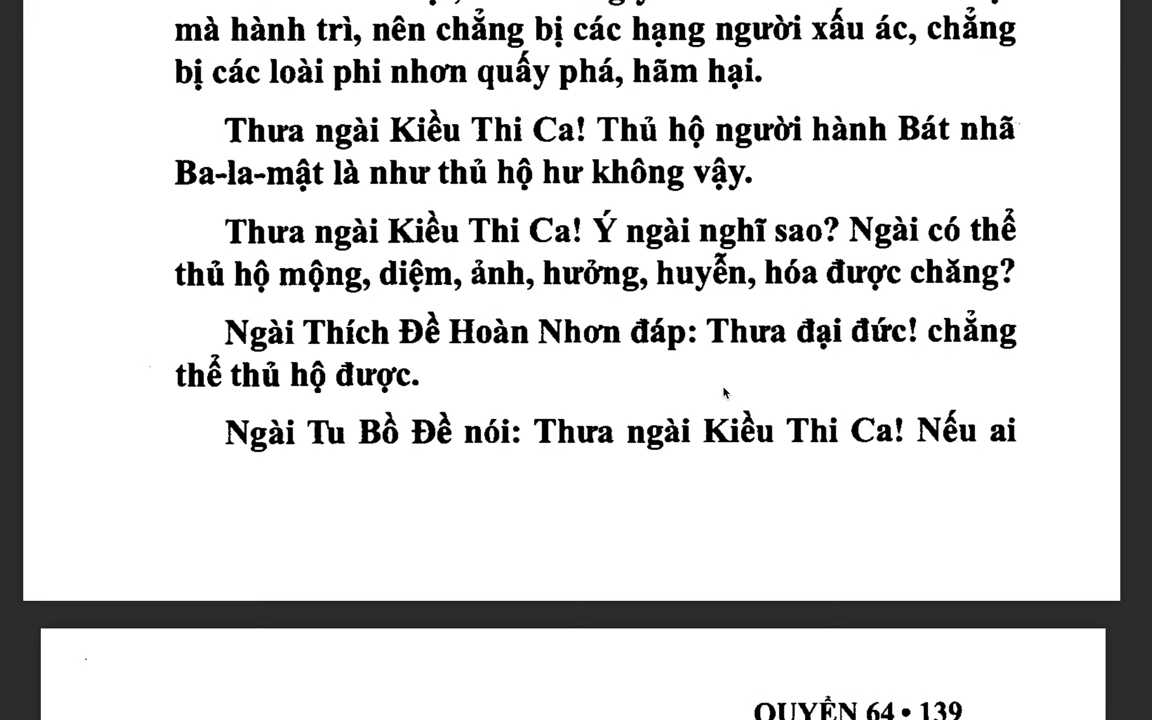 mà hành trì, nên chẳng bị các hạng người xấu ác, chẳng
bị các loài phi nhơn quấy phá, hãm hại.
Thưa ngài Kiều Thi Ca! Thủ hộ người hành Bát nhã
Ba-la-mật là như thủ hộ hư không vậy.
Thưa ngài Kiều Thi Ca! Ý ngài nghĩ sao? Ngài có thể
thủ hộ mộng, diệm, ảnh, hưởng, huyễn, hóa được chăng?
Ngài Thích Đề Hoàn Nhơn đáp: Thưa đại đức! chẳng
thể thủ hộ được.
Ngài Tu Bồ Đề nói: Thưa ngài Kiều Thi Ca! Nếu ai
QUYỂN 64 • 139